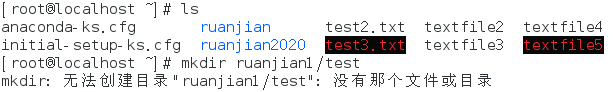 [root@localhost ~]# ls
anaconda-ks.cfg ruanjian test2.txt textfile2 textfile4
initial-setup-ks.cfg ruanjian2020 test3.txt textfile3 textfile5
[root@localhost ~]# mkdir ruanjian1/test
mkdir: 无法创建目录"ruanjian1/test": 没有那个文件或目录